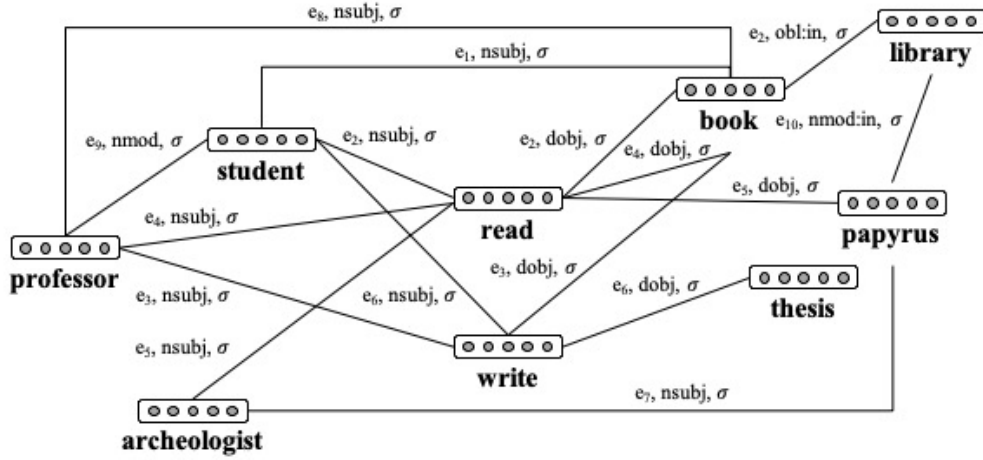 e₈, nsubj, σ
e₂, obl:in, σ
library
e₁, nsubj, σ
book
e₁₀, nmod:in, σ
e₉, nmod, σ
student
e₂, nsubj, σ
e₂, dobj, σ
e₄, dobj, σ
e₅, dobj, σ
e₄, nsubj, σ
read
papyrus
professor
e₃, dobj, σ
e₃, nsubj, σ
e₆, nsubj, σ
e₆, dobj, σ
thesis
e₅, nsubj, σ
write
e₇, nsubj, σ
archeologist